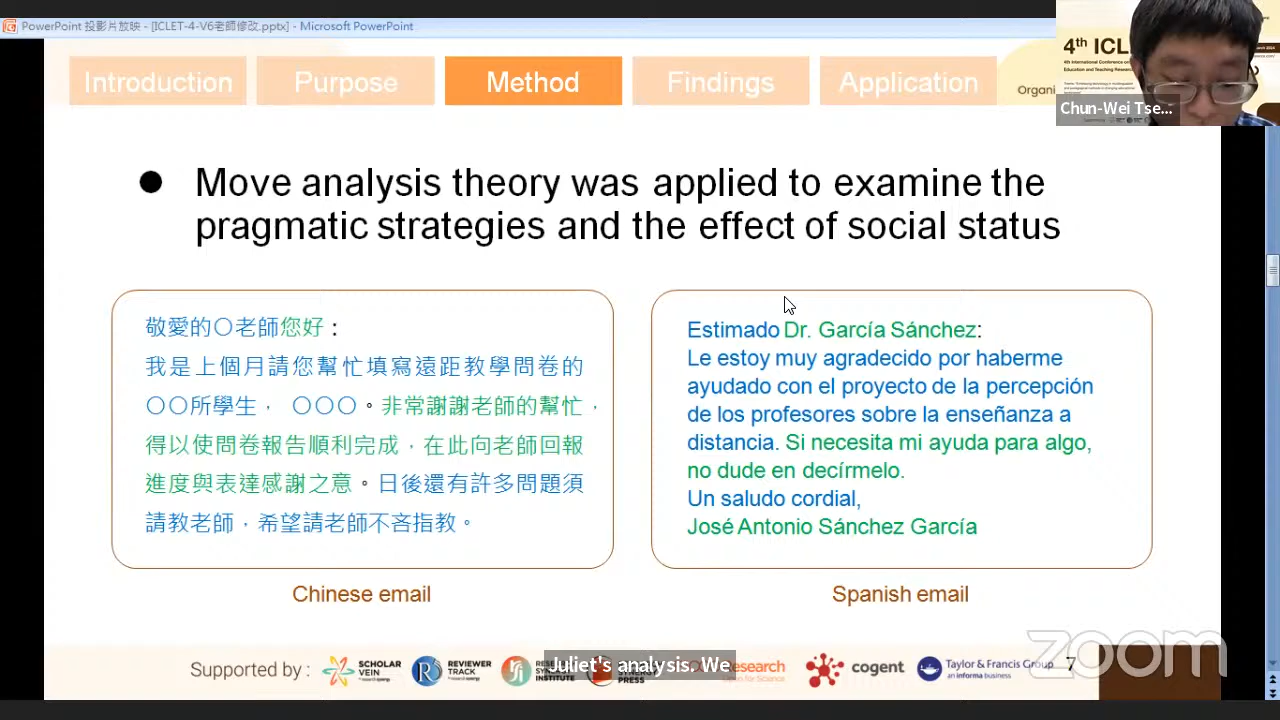 PowerPoint 投影片放映 - [ICLET-4-V6老師修改.pptx] - Microsoft PowerPoint
Introduction
Purpose
Method
Findings
Application
Organi
4th ICL
4th International Conference on
Education and Teaching Resear
Chun-Wei Tse...
● Move analysis theory was applied to examine the
pragmatic strategies and the effect of social status
敬愛的〇老師您好：
我是上個月請您幫忙填寫遠距教學問卷的
〇〇所學生， 〇〇〇。非常謝謝老師的幫忙，
得以使問卷報告順利完成，在此向老師回報
進度與表達感謝之意。日後還有許多問題須
請教老師，希望請老師不吝指教。
Chinese email
Estimado Dr. García Sánchez:
Le estoy muy agradecido por haberme
ayudado con el proyecto de la percepción
de los profesores sobre la enseñanza a
distancia. Si necesita mi ayuda para algo,
no dude en decírmelo.
Un saludo cordial,
José Antonio Sánchez García
Spanish email
Supported by :
SCHOLAR
VEIN
REVIEWER
TRACK
Juliet's analysis. We
cogent
Taylor & Francis Group
an informa business
7
zoom